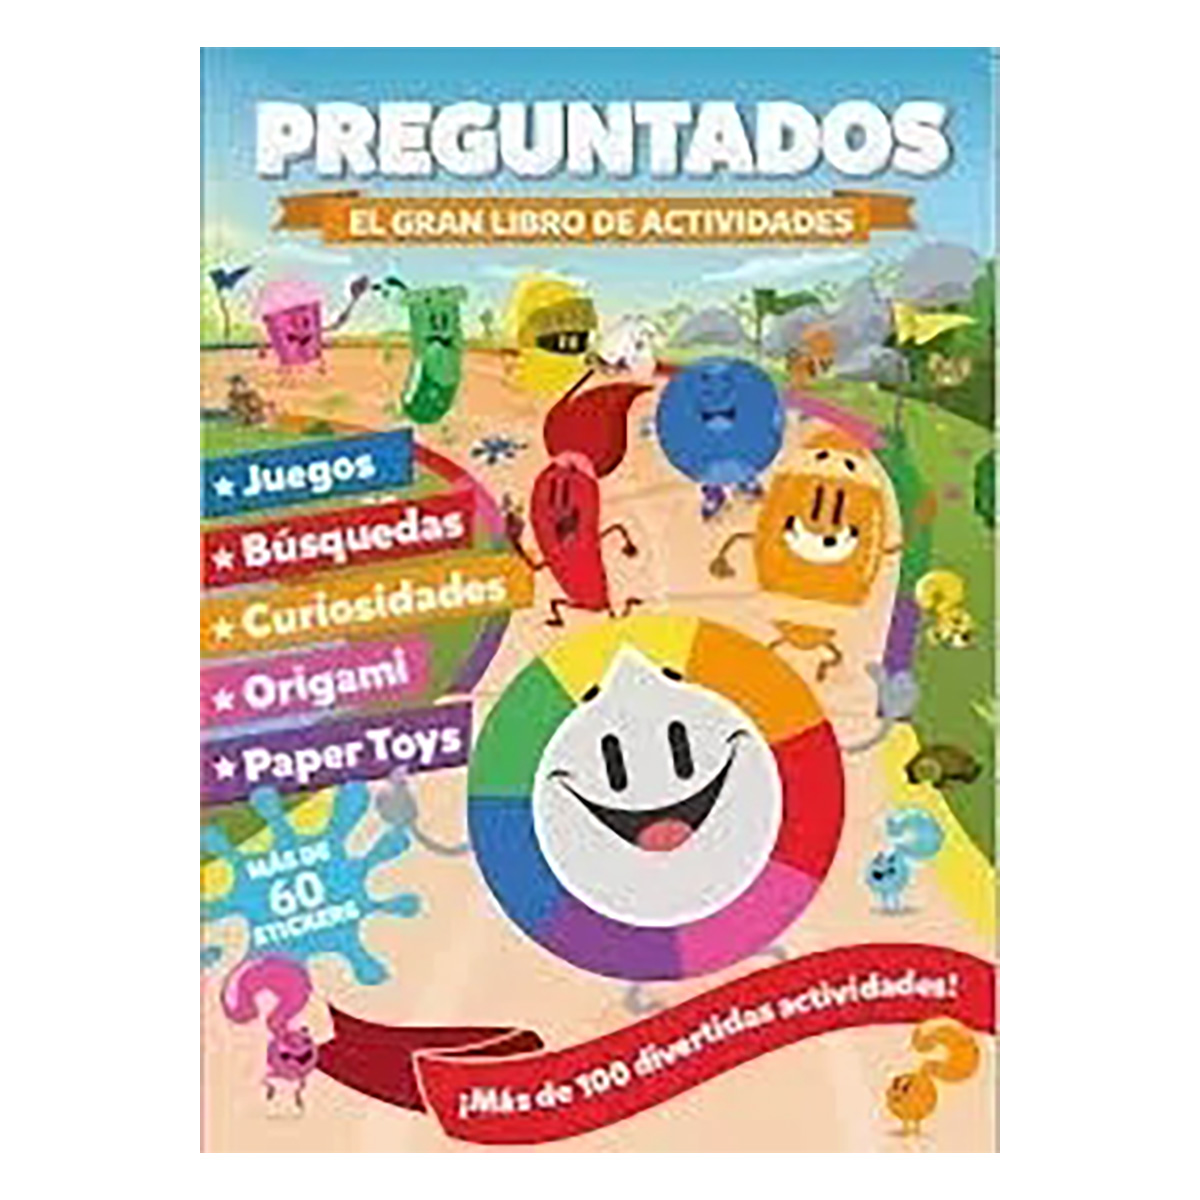 PREGUNTADOS
EL GRAN LIBRO DE ACTIVIDADES
Juegos
Búsquedas
Curiosidades
Origami
Paper Toys
MÁS DE
60
STICKERS
¡Más de 100 divertidas actividades!